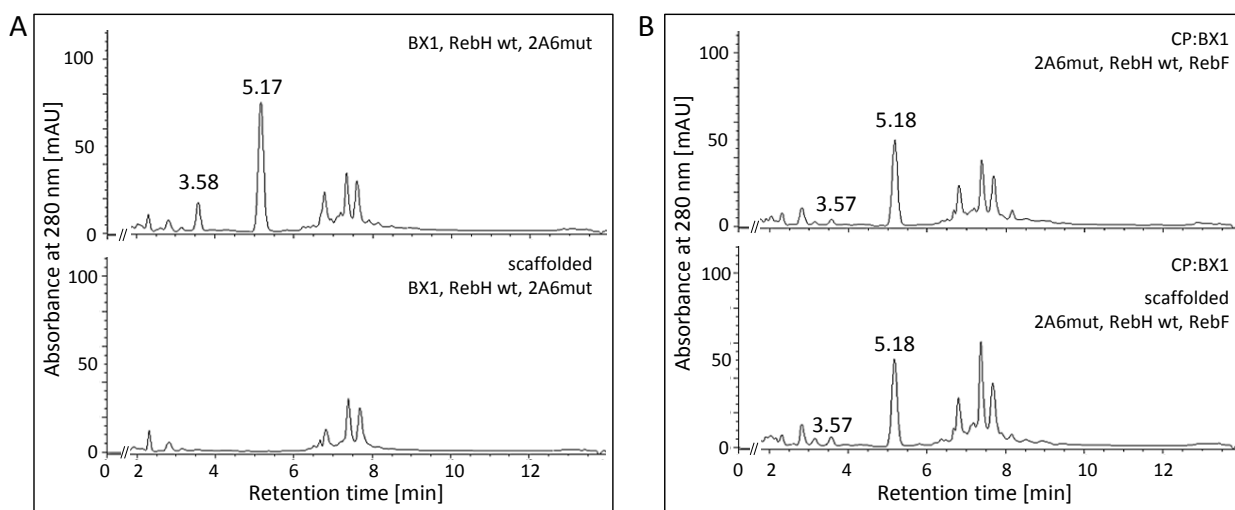 A
Absorbance at 280 nm [mAU]
100
50
0
BX1, RebH wt, 2A6mut
3.58
5.17
100
50
0
scaffolded
BX1, RebH wt, 2A6mut
0 // 2 4 6 8 10 12
Retention time [min]
B
Absorbance at 280 nm [mAU]
100
50
0
CP:BX1
2A6mut, RebH wt, RebF
3.57
5.18
100
50
0
CP:BX1
scaffolded
2A6mut, RebH wt, RebF
3.57
5.18
0 // 2 4 6 8 10 12
Retention time [min]